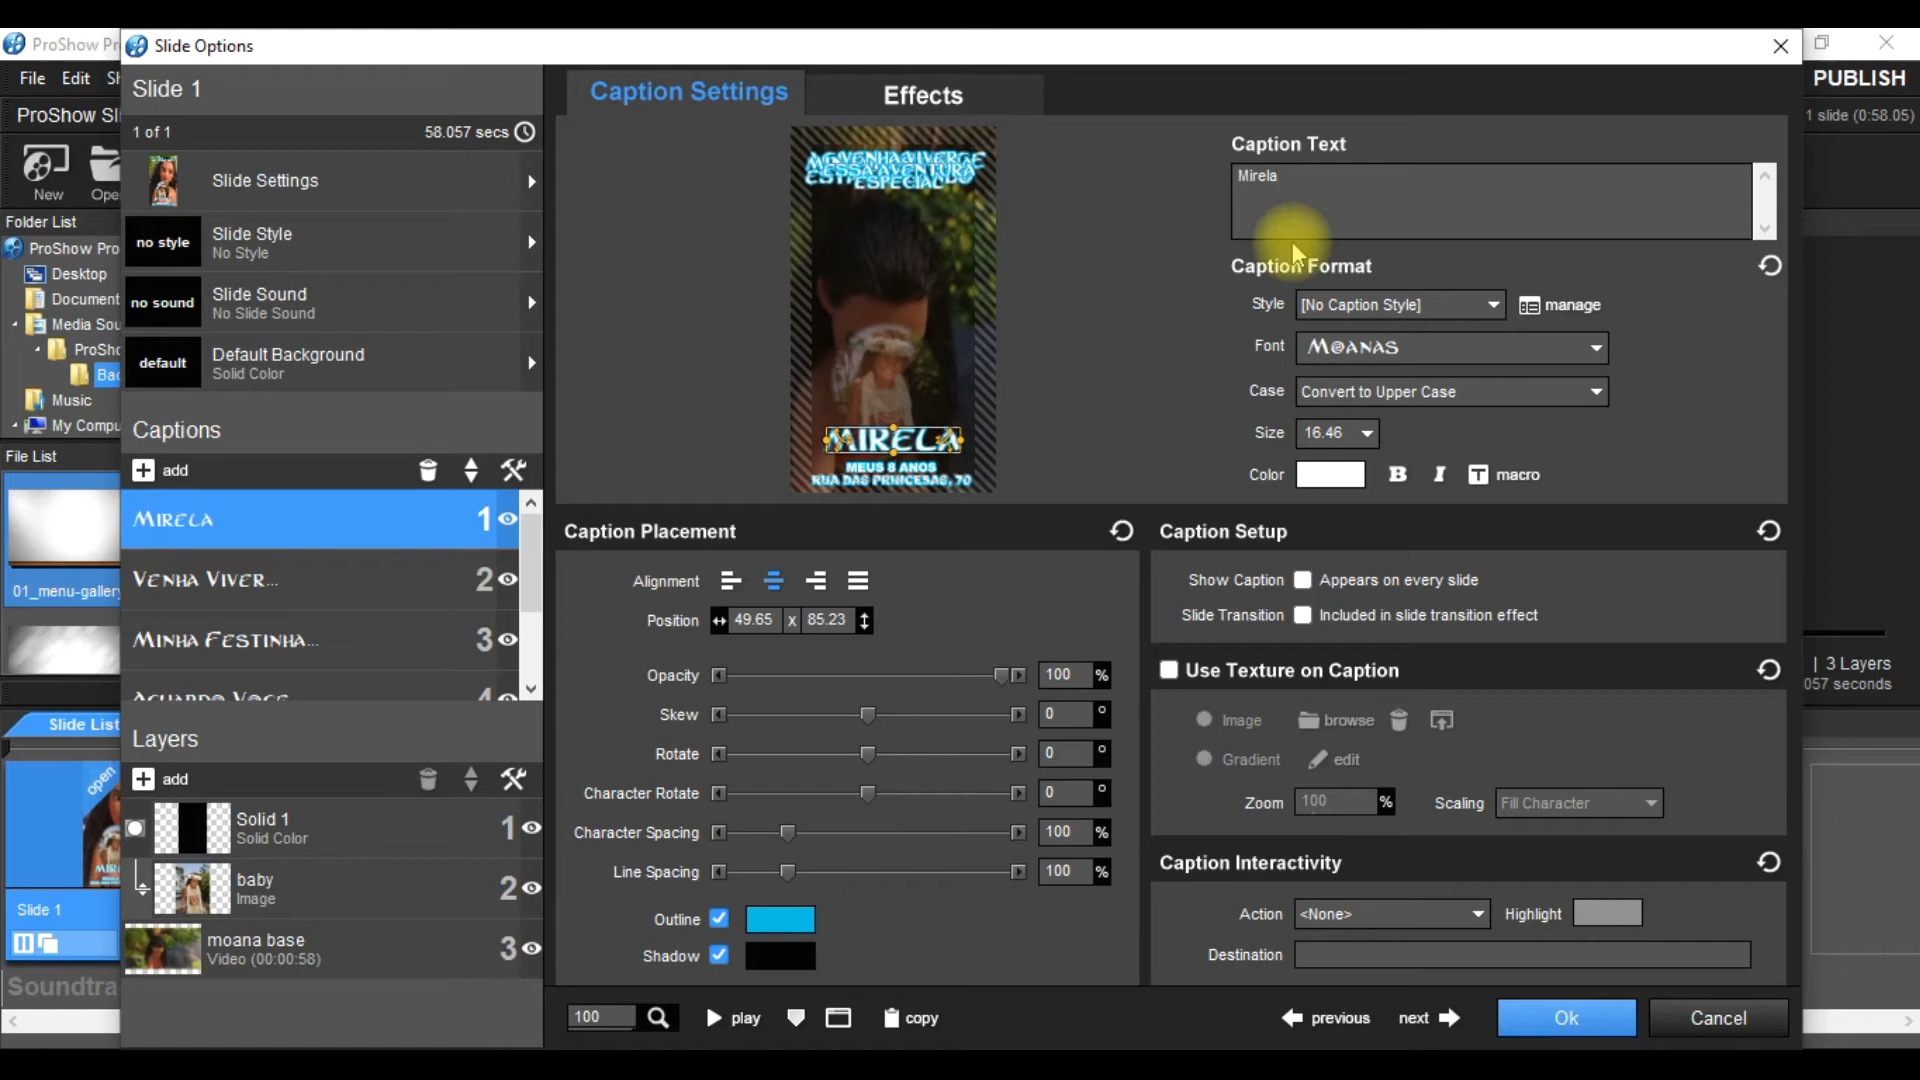 ProShow Pr
Slide Options
File Edit Sh
PUBLISH
ProShow Sli
1 slide (0:58.05)
New
Ope
Folder List
ProShow Pro
Desktop
Document
Media Sou
ProSho
Bac
Music
My Compu
File List
01_menu-gallery
Slide List
open
Slide 1
Soundtra
Slide 1
1 of 1
58.057 secs
Slide Settings
no style
Slide Style
No Style
no sound
Slide Sound
No Slide Sound
default
Default Background
Solid Color
Captions
add
Mirela 1
Venha Viver... 2
Minha Festinha... 3
Aguardo Voce 4
Layers
add
Solid 1
Solid Color
1
baby
Image
2
moana base
Video (00:00:58)
3
Caption Settings
Effects
MIRELA
MEUS 8 ANOS
RUA DAS PRINCESAS, 70
Caption Text
Mirela
Caption Format
Style [No Caption Style] manage
Font Moanas
Case Convert to Upper Case
Size 16.46
Color B I T macro
Caption Placement
Alignment
Position 49.65 x 85.23
Opacity 100 %
Skew 0 °
Rotate 0 °
Character Rotate 0 °
Character Spacing 100 %
Line Spacing 100 %
Outline
Shadow
Caption Setup
Show Caption Appears on every slide
Slide Transition Included in slide transition effect
Use Texture on Caption
Image browse
Gradient edit
Zoom 100 % Scaling Fill Character
Caption Interactivity
Action <None> Highlight
Destination
100 play copy
previous next Ok Cancel
| 3 Layers
057 seconds